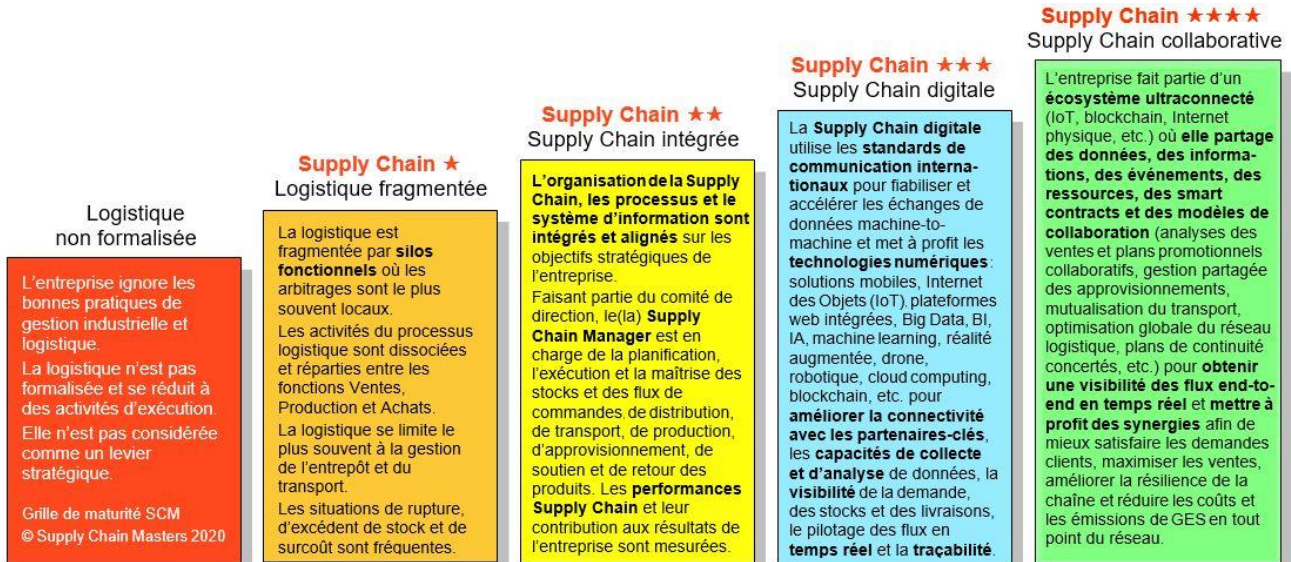 Logistique
non formalisée
L'entreprise ignore les
bonnes pratiques de
gestion industrielle et
logistique.
La logistique n'est pas
formalisée et se réduit à
des activités d'exécution.
Elle n'est pas considérée
comme un levier
stratégique.
Grille de maturité SCM
© Supply Chain Masters 2020
Supply Chain ★
Logistique fragmentée
La logistique est
fragmentée par silos
fonctionnels où les
arbitrages sont le plus
souvent locaux.
Les activités du processus
logistique sont dissociées
et réparties entre les
fonctions Ventes,
Production et Achats.
La logistique se limite le
plus souvent à la gestion
de l'entrepôt et du
transport.
Les situations de rupture,
d'excédent de stock et de
surcoût sont fréquentes.
Supply Chain ★★
Supply Chain intégrée
L'organisation de la Supply
Chain, les processus et le
système d'information sont
intégrés et alignés sur les
objectifs stratégiques de
l'entreprise.
Faisant partie du comité de
direction, le(la) Supply
Chain Manager est en
charge de la planification,
l'exécution et la maîtrise des
stocks et des flux de
commandes, de distribution,
de transport, de production,
d'approvisionnement, de
soutien et de retour des
produits. Les performances
Supply Chain et leur
contribution aux résultats de
l'entreprise sont mesurées.
Supply Chain ★★★
Supply Chain digitale
La Supply Chain digitale
utilise les standards de
communication interna-
tionaux pour fiabiliser et
accélérer les échanges de
données machine-to-
machine et met à profit les
technologies numériques:
solutions mobiles, Internet
des Objets (IoT), plateformes
web intégrées, Big Data, BI,
IA, machine learning, réalité
augmentée, drone,
robotique, cloud computing,
blockchain, etc. pour
améliorer la connectivité
avec les partenaires-clés,
les capacités de collecte
et d'analyse de données, la
visibilité de la demande,
des stocks et des livraisons,
le pilotage des flux en
temps réel et la traçabilité.
Supply Chain ★★★★
Supply Chain collaborative
L'entreprise fait partie d'un
écosystème ultraconnecté
(IoT, blockchain, Internet
physique, etc.) où elle partage
des données, des informa-
tions, des événements, des
ressources, des smart
contracts et des modèles de
collaboration (analyses des
ventes et plans promotionnels
collaboratifs, gestion partagée
des approvisionnements,
mutualisation du transport,
optimisation globale du réseau
logistique, plans de continuité
concertés, etc.) pour obtenir
une visibilité des flux end-to-
end en temps réel et mettre à
profit des synergies afin de
mieux satisfaire les demandes
clients, maximiser les ventes,
améliorer la résilience de la
chaîne et réduire les coûts et
les émissions de GES en tout
point du réseau.